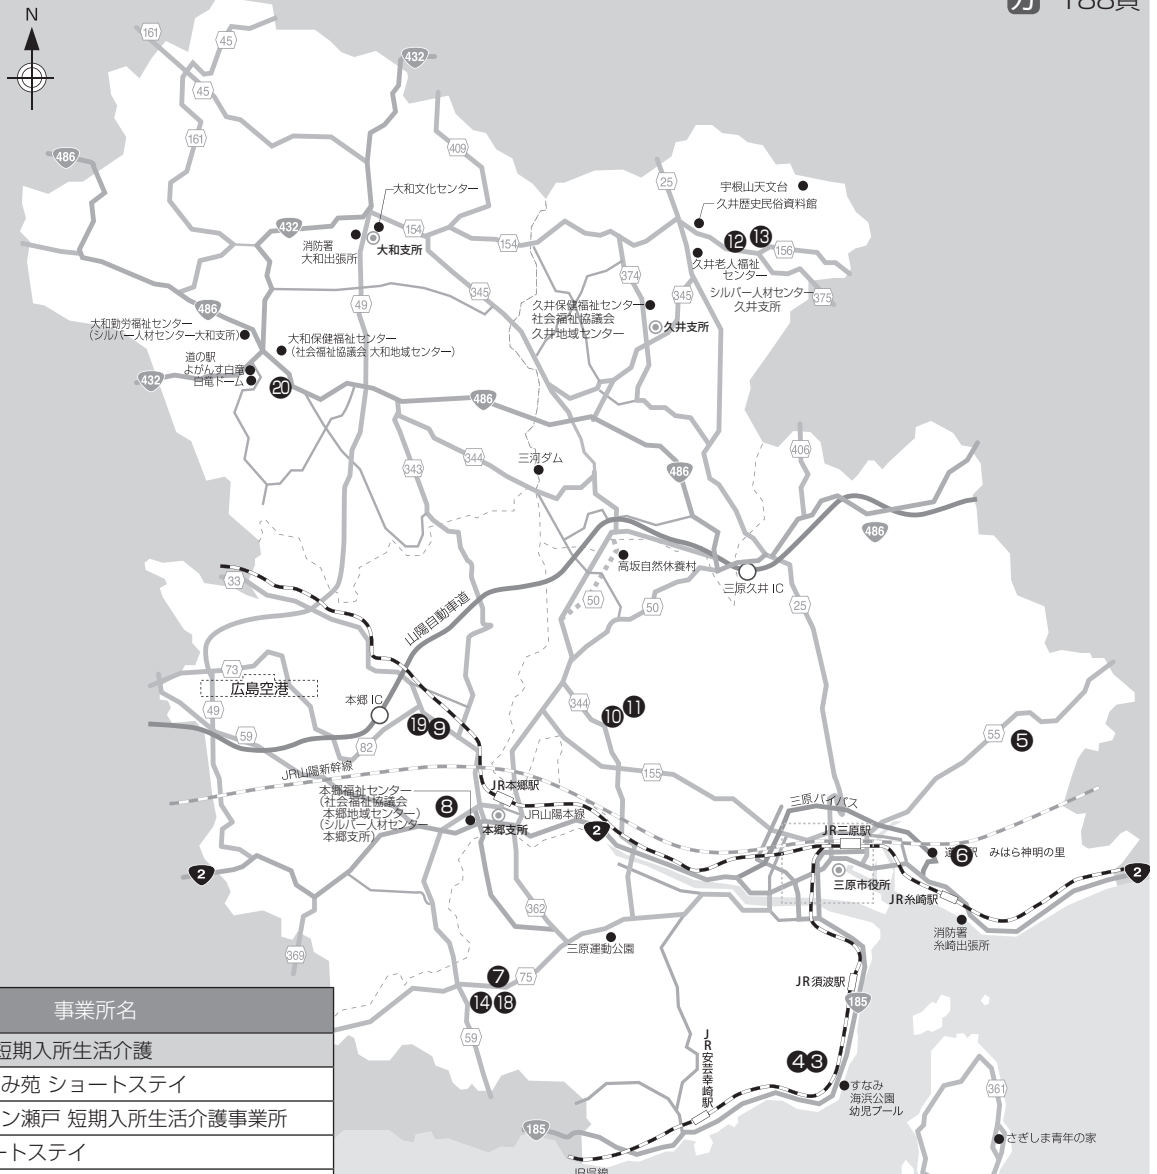 カ 188頁
N
161
45
432
45
161
409
486
25
宇根山天文台
大和文化センター
久井歴史民俗資料館
432
154
消防署
大和出張所
大和支所
154
12
13
156
久井老人福祉
センター
374
345
345
シルバー人材センター
久井支所
375
49
久井保健福祉センター
社会福祉協議会
久井地域センター
久井支所
486
大和勤労福祉センター
（シルバー人材センター大和支所）
大和保健福祉センター
（社会福祉協議会 大和地域センター）
道の駅
よがんす白竜
白竜ドーム
432
20
486
343
344
三河ダム
486
406
486
高坂自然休養村
三原久井 IC
33
50
50
25
山陽自動車道
73
広島空港
本郷 IC
49
59
82
19
9
344
10
11
55
5
JR山陽新幹線
155
JR本郷駅
本郷福祉センター
（社会福祉協議会
本郷地域センター）
（シルバー人材センター
本郷支所）
8
本郷支所
JR山陽本線
2
三原バイパス
JR三原駅
道の駅 みはら神明の里
6
2
2
三原市役所
JR糸崎駅
362
消防署
糸崎出張所
三原運動公園
369
7
75
14
18
JR須波駅
185
59
JR安芸幸崎駅
4
3
すなみ
海浜公園
幼児プール
361
さぎしま青年の家
185
JR呉線
事業所名
短期入所生活介護
み苑 ショートステイ
ン瀬戸 短期入所生活介護事業所
ートステイ